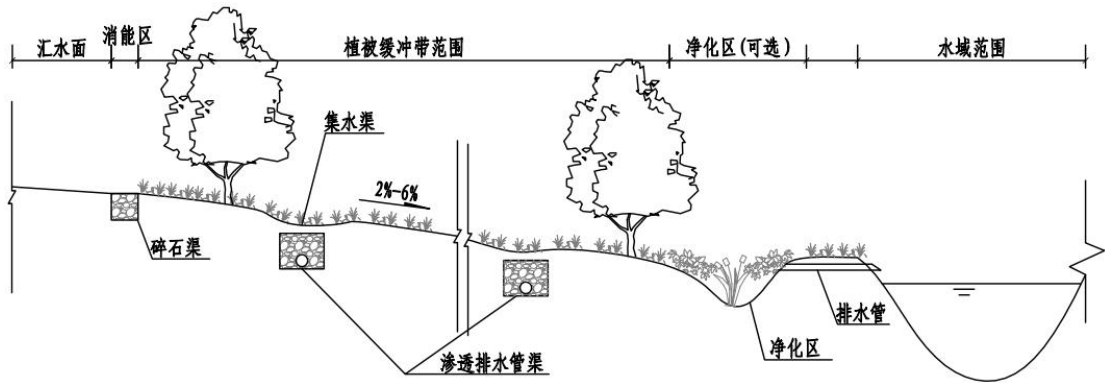 汇水面
消能区
植被缓冲带范围
净化区(可选)
水域范围
集水渠
2%-6%
碎石渠
排水管
净化区
渗透排水管渠